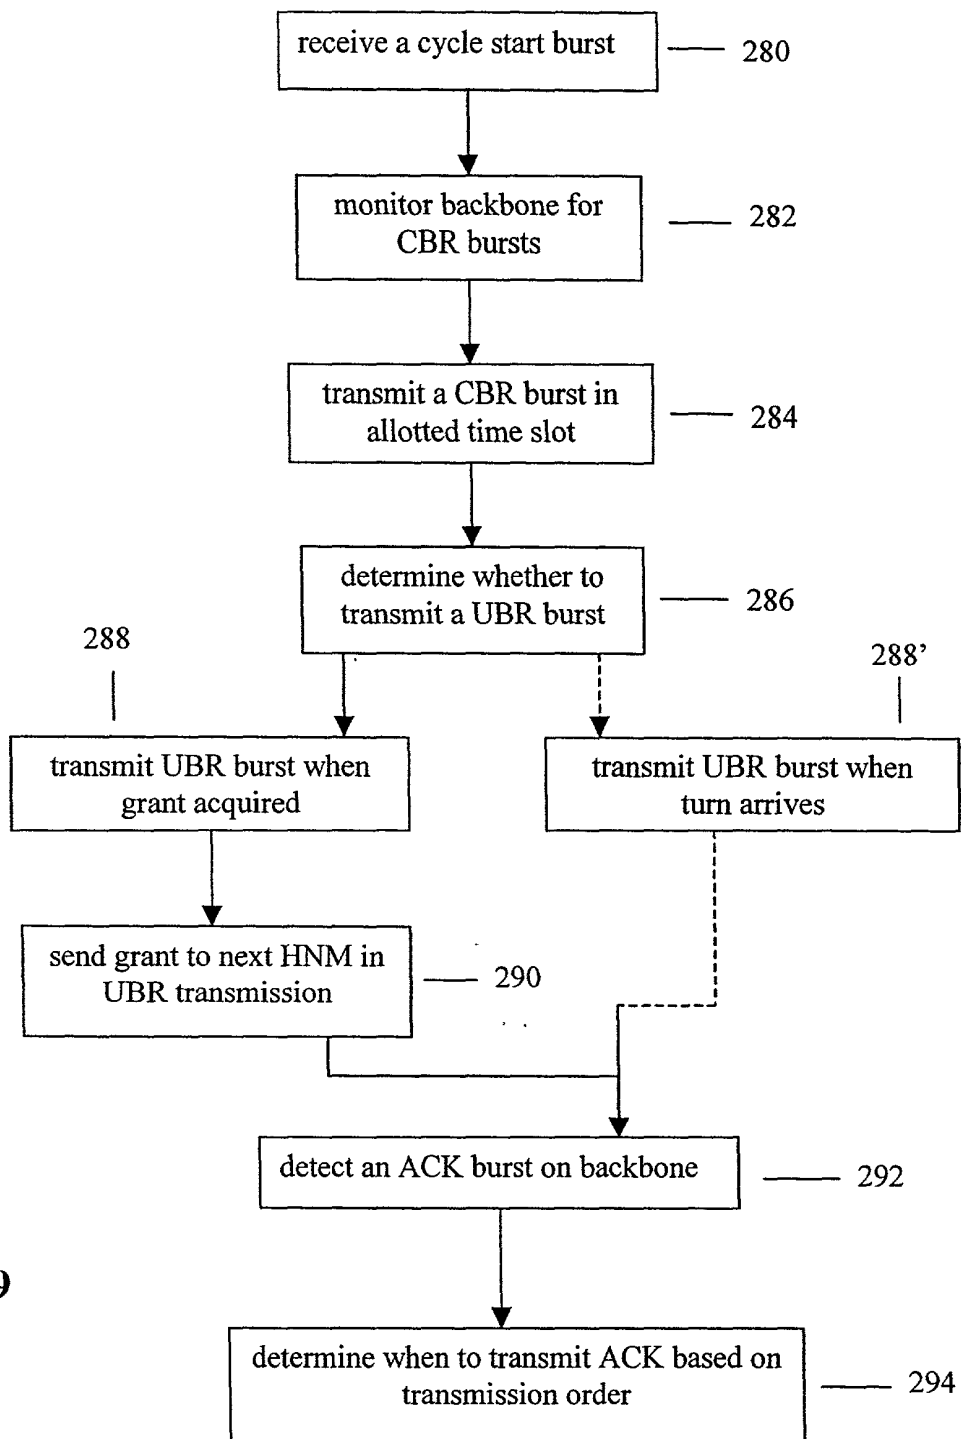 receive a cycle start burst
280
monitor backbone for
CBR bursts
282
transmit a CBR burst in
allotted time slot
284
determine whether to
transmit a UBR burst
286
288
288’
transmit UBR burst when
grant acquired
transmit UBR burst when
turn arrives
send grant to next HNM in
UBR transmission
290
detect an ACK burst on backbone
292
9
determine when to transmit ACK based on
transmission order
294